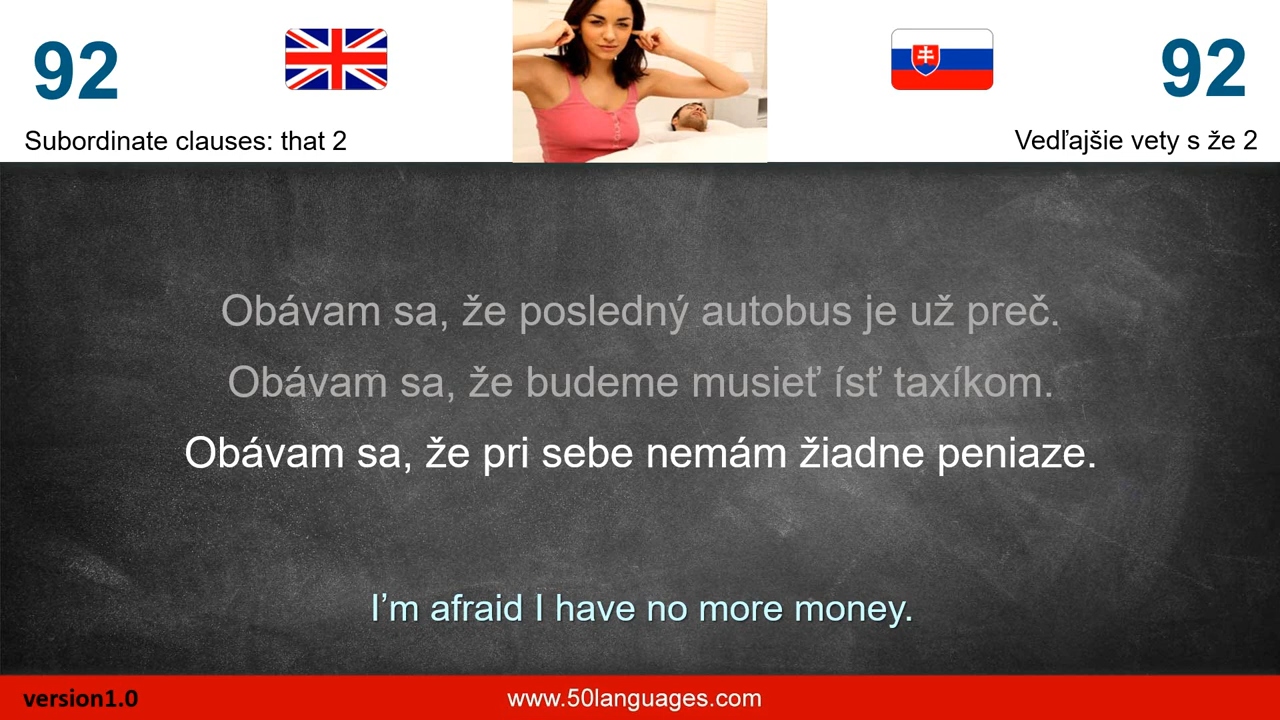 92
92
Subordinate clauses: that 2
Vedľajšie vety s že 2
Obávam sa, že posledný autobus je už preč.
Obávam sa, že budeme musieť ísť taxíkom.
Obávam sa, že pri sebe nemám žiadne peniaze.
I’m afraid I have no more money.
version1.0
www.50languages.com